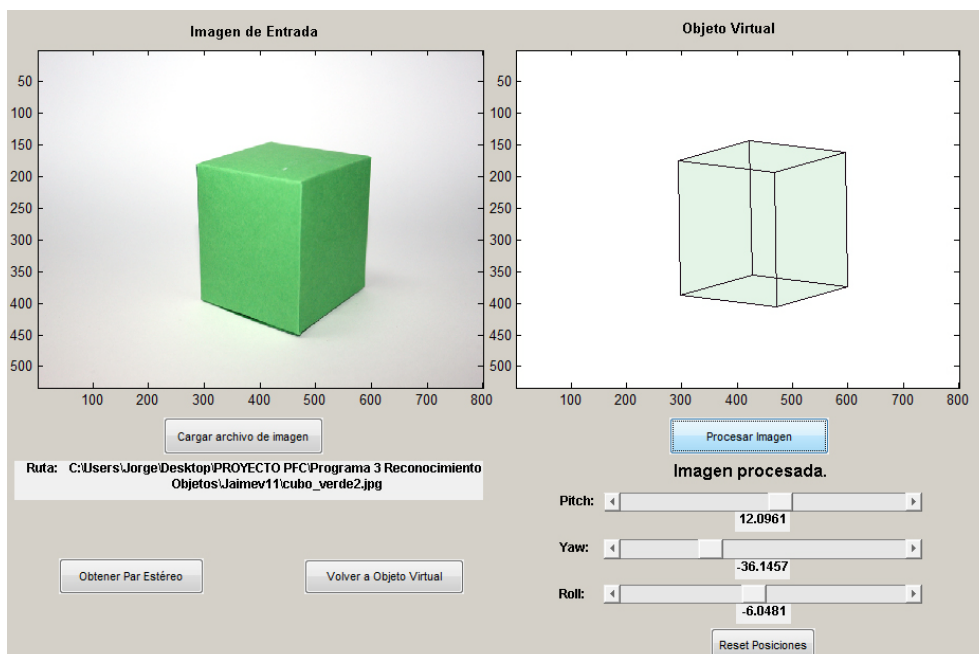 Imagen de Entrada
Objeto Virtual
50
100
150
200
250
300
350
400
450
500
100 200 300 400 500 600 700 800
50
100
150
200
250
300
350
400
450
500
100 200 300 400 500 600 700 800
Cargar archivo de imagen
Procesar Imagen
Ruta: C:\Users\Jorge\Desktop\PROYECTO PFC\Programa 3 Reconocimiento
Objetos\Jaimev11\cubo_verde2.jpg
Imagen procesada.
Pitch:
12.0961
Yaw:
-36.1457
Roll:
-6.0481
Obtener Par Estéreo
Volver a Objeto Virtual
Reset Posiciones